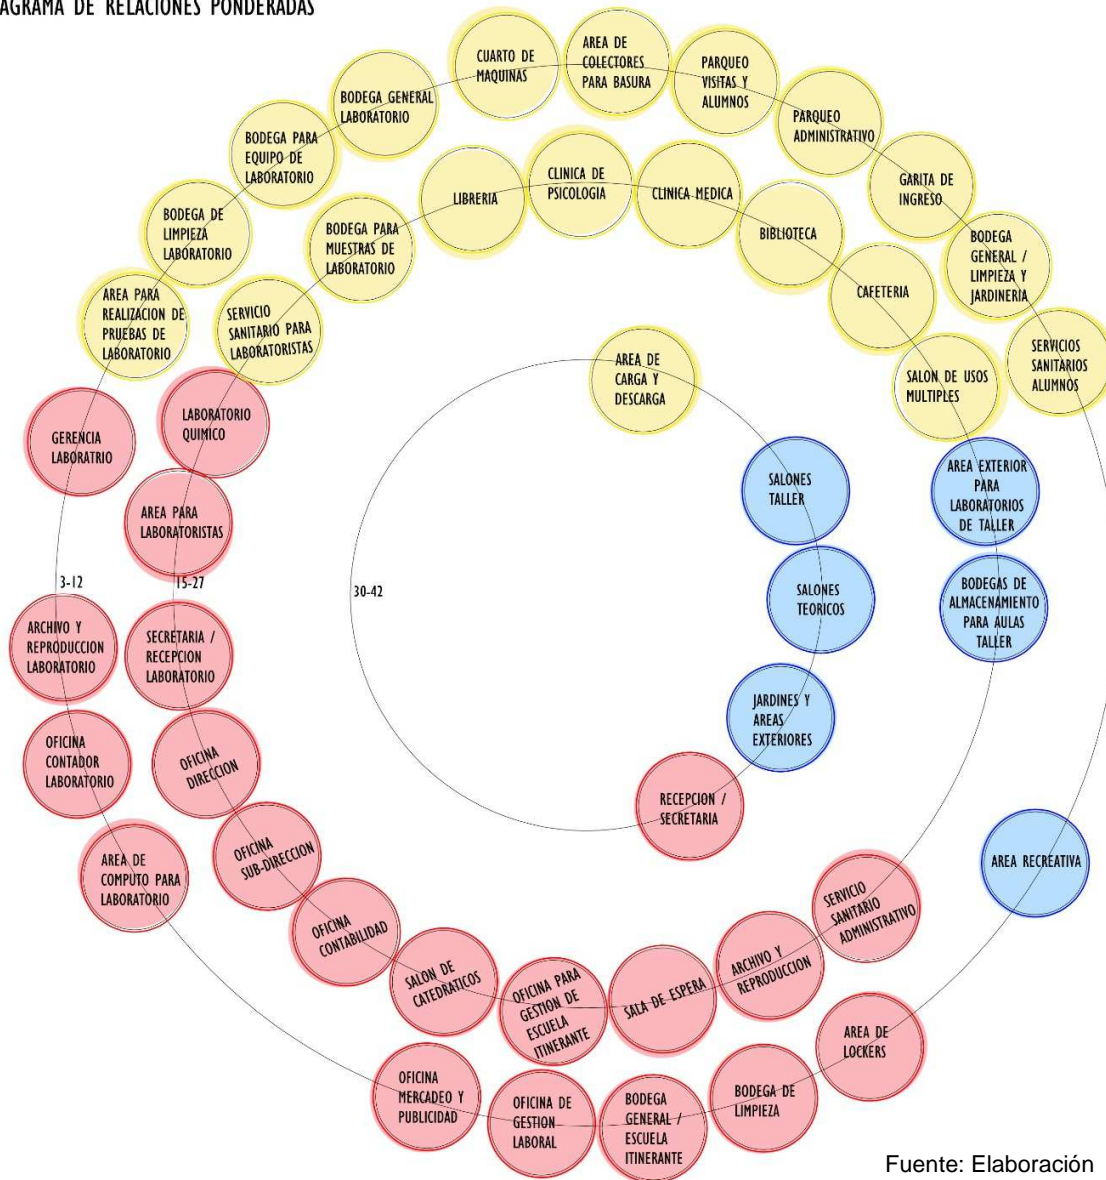 AGRAMA DE RELACIONES PONDERADAS
CUARTO DE
MAQUINAS
AREA DE
COLECTORES
PARA BASURA
PARQUEO
VISITAS Y
ALUMNOS
PARQUEO
ADMINISTRATIVO
GARITA DE
INGRESO
BODEGA
GENERAL /
LIMPIEZA Y
JARDINERIA
SERVICIOS
SANITARIOS
ALUMNOS
BODEGA GENERAL
LABORATORIO
BODEGA PARA
EQUIPO DE
LABORATORIO
BODEGA DE
LIMPIEZA
LABORATORIO
AREA PARA
REALIZACION DE
PRUEBAS DE
LABORATORIO
SERVICIO
SANITARIO PARA
LABORATORISTAS
BODEGA PARA
MUESTRAS DE
LABORATORIO
LIBRERIA
CLINICA DE
PSICOLOGIA
CLINICA MEDICA
BIBLIOTECA
CAFETERIA
SALON DE USOS
MULTIPLES
AREA DE
CARGA Y
DESCARGA
GERENCIA
LABORATRIO
LABORATORIO
QUIMICO
AREA PARA
LABORATORISTAS
SALONES
TALLER
AREA EXTERIOR
PARA
LABORATORIOS
DE TALLER
3-12
15-27
30-42
SALONES
TEORICOS
BODEGAS DE
ALMACENAMIENTO
PARA AULAS
TALLER
ARCHIVO Y
REPRODUCCION
LABORATORIO
SECRETARIA /
RECEPCION
LABORATORIO
JARDINES Y
AREAS
EXTERIORES
OFICINA
CONTADOR
LABORATORIO
OFICINA
DIRECCION
RECEPCION /
SECRETARIA
AREA DE
COMPUTO PARA
LABORATORIO
OFICINA
SUB-DIRECCION
AREA RECREATIVA
OFICINA
CONTABILIDAD
SALON DE
CATEDRATICOS
OFICINA PARA
GESTION DE
ESCUELA
ITINERANTE
SALA DE ESPERA
ARCHIVO Y
REPRODUCCION
SERVICIO
SANITARIO
ADMINISTRATIVO
OFICINA
MERCADEO Y
PUBLICIDAD
OFICINA DE
GESTION
LABORAL
BODEGA
GENERAL /
ESCUELA
ITINERANTE
BODEGA DE
LIMPIEZA
AREA DE
LOCKERS
Fuente: Elaboración